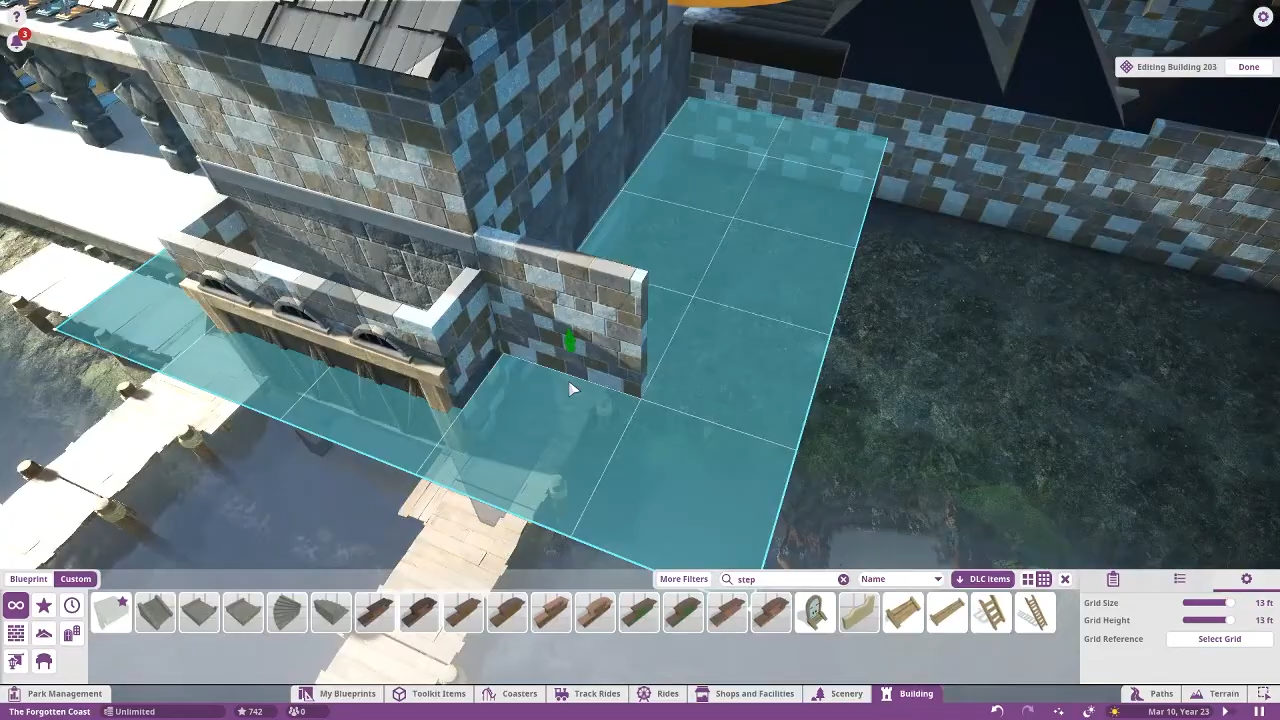 ?
3
Editing Building 203 Done
Blueprint Custom More Filters step Name DLC items
Grid Size 13 ft
Grid Height 13 ft
Grid Reference Select Grid
Park Management My Blueprints Toolkit Items Coasters Track Rides Rides Shops and Facilities Scenery Building Paths Terrain
The Forgotten Coast Unlimited 742 0 Mar 10, Year 23